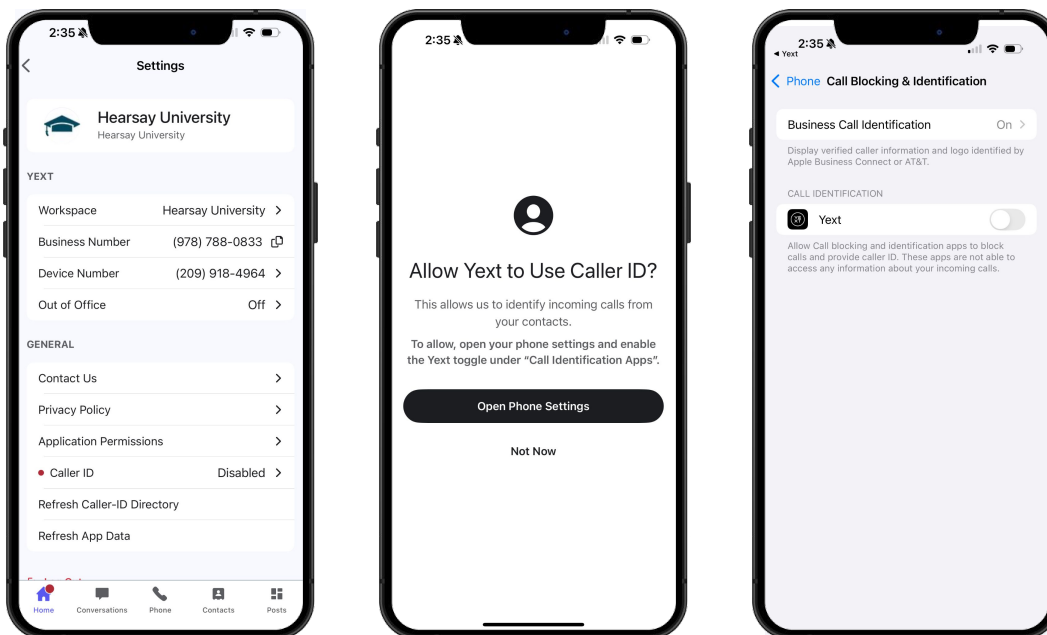 2:35
Settings
Hearsay University
Hearsay University
YEXT
Workspace Hearsay University
Business Number (978) 788-0833
Device Number (209) 918-4964
Out of Office Off
GENERAL
Contact Us
Privacy Policy
Application Permissions
Caller ID Disabled
Refresh Caller-ID Directory
Refresh App Data
Home Conversations Phone Contacts Posts
2:35
Allow Yext to Use Caller ID?
This allows us to identify incoming calls from
your contacts.
To allow, open your phone settings and enable
the Yext toggle under “Call Identification Apps”.
Open Phone Settings
Not Now
2:35
Yext
Phone Call Blocking & Identification
Business Call Identification On
Display verified caller information and logo identified by
Apple Business Connect or AT&T.
CALL IDENTIFICATION
Yext
Allow Call blocking and identification apps to block
calls and provide caller ID. These apps are not able to
access any information about your incoming calls.